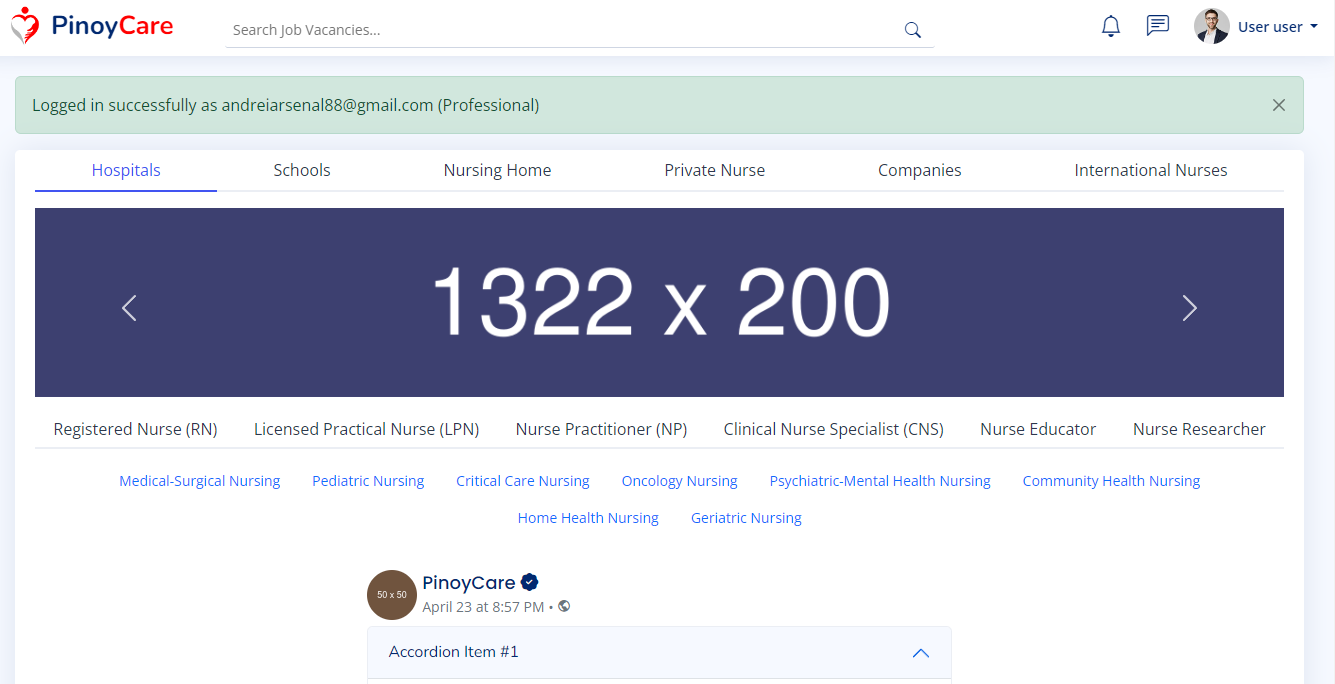 PinoyCare
Search Job Vacancies...
User user
Logged in successfully as andreiarsenal88@gmail.com (Professional)
Hospitals Schools Nursing Home Private Nurse Companies International Nurses
1322 x 200
Registered Nurse (RN) Licensed Practical Nurse (LPN) Nurse Practitioner (NP) Clinical Nurse Specialist (CNS) Nurse Educator Nurse Researcher
Medical-Surgical Nursing Pediatric Nursing Critical Care Nursing Oncology Nursing Psychiatric-Mental Health Nursing Community Health Nursing
Home Health Nursing Geriatric Nursing
50 x 50
PinoyCare
April 23 at 8:57 PM •
Accordion Item #1